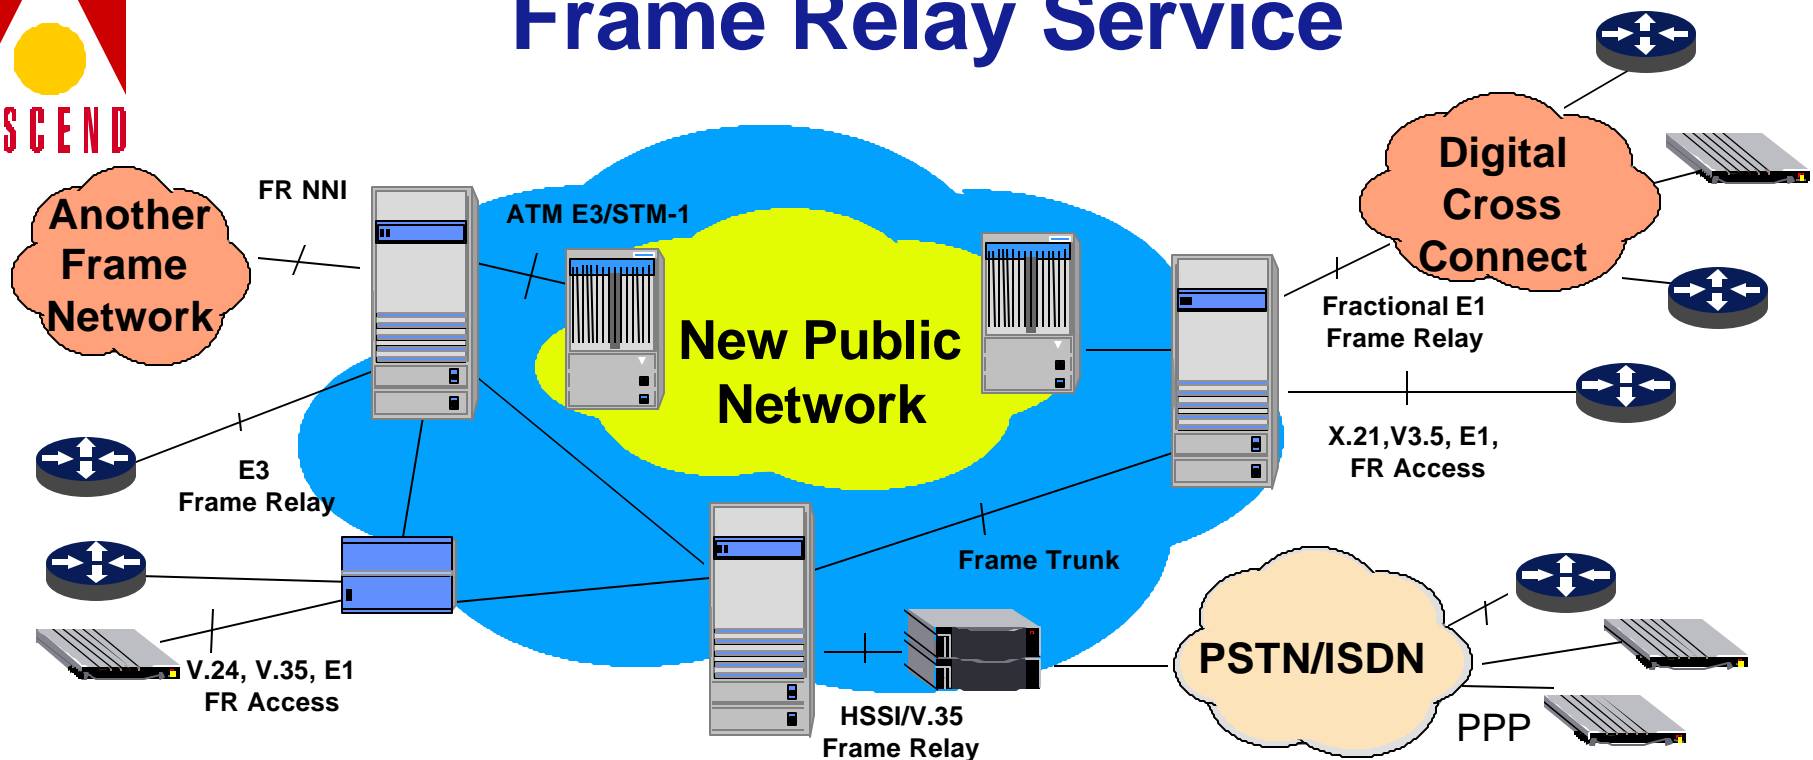 Frame Relay Service
SCEND
Another
Frame
Network
FR NNI
ATM E3/STM-1
New Public
Network
Digital
Cross
Connect
Fractional E1
Frame Relay
X.21,V3.5, E1,
FR Access
E3
Frame Relay
Frame Trunk
V.24, V.35, E1
FR Access
HSSI/V.35
Frame Relay
PSTN/ISDN
PPP